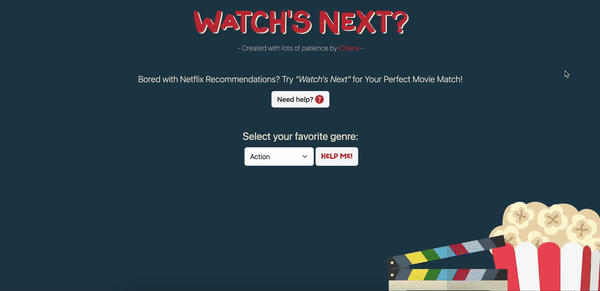 WATCH'S NEXT?
- Created with lots of patience by Chiara -
Bored with Netflix Recommendations? Try "Watch's Next" for Your Perfect Movie Match!
Need help? ?
Select your favorite genre:
Action HELP ME!